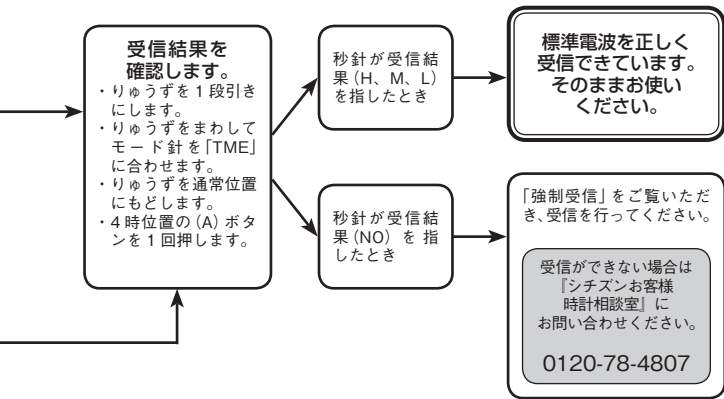 受信結果を
確認します。
・りゅうずを1段引き
にします。
・りゅうずをまわして
モード針を「TME」
に合わせます。
・りゅうずを通常位置
にもどします。
・4時位置の(A)ボタ
ンを1回押します。
秒針が受信結
果(H、M、L)
を指したとき
標準電波を正しく
受信できています。
そのままお使い
ください。
秒針が受信結
果(NO)を指
したとき
「強制受信」をご覧いただ
き、受信を行ってください。
受信ができない場合は
『シチズンお客様
時計相談室』に
お問い合わせください。
0120-78-4807